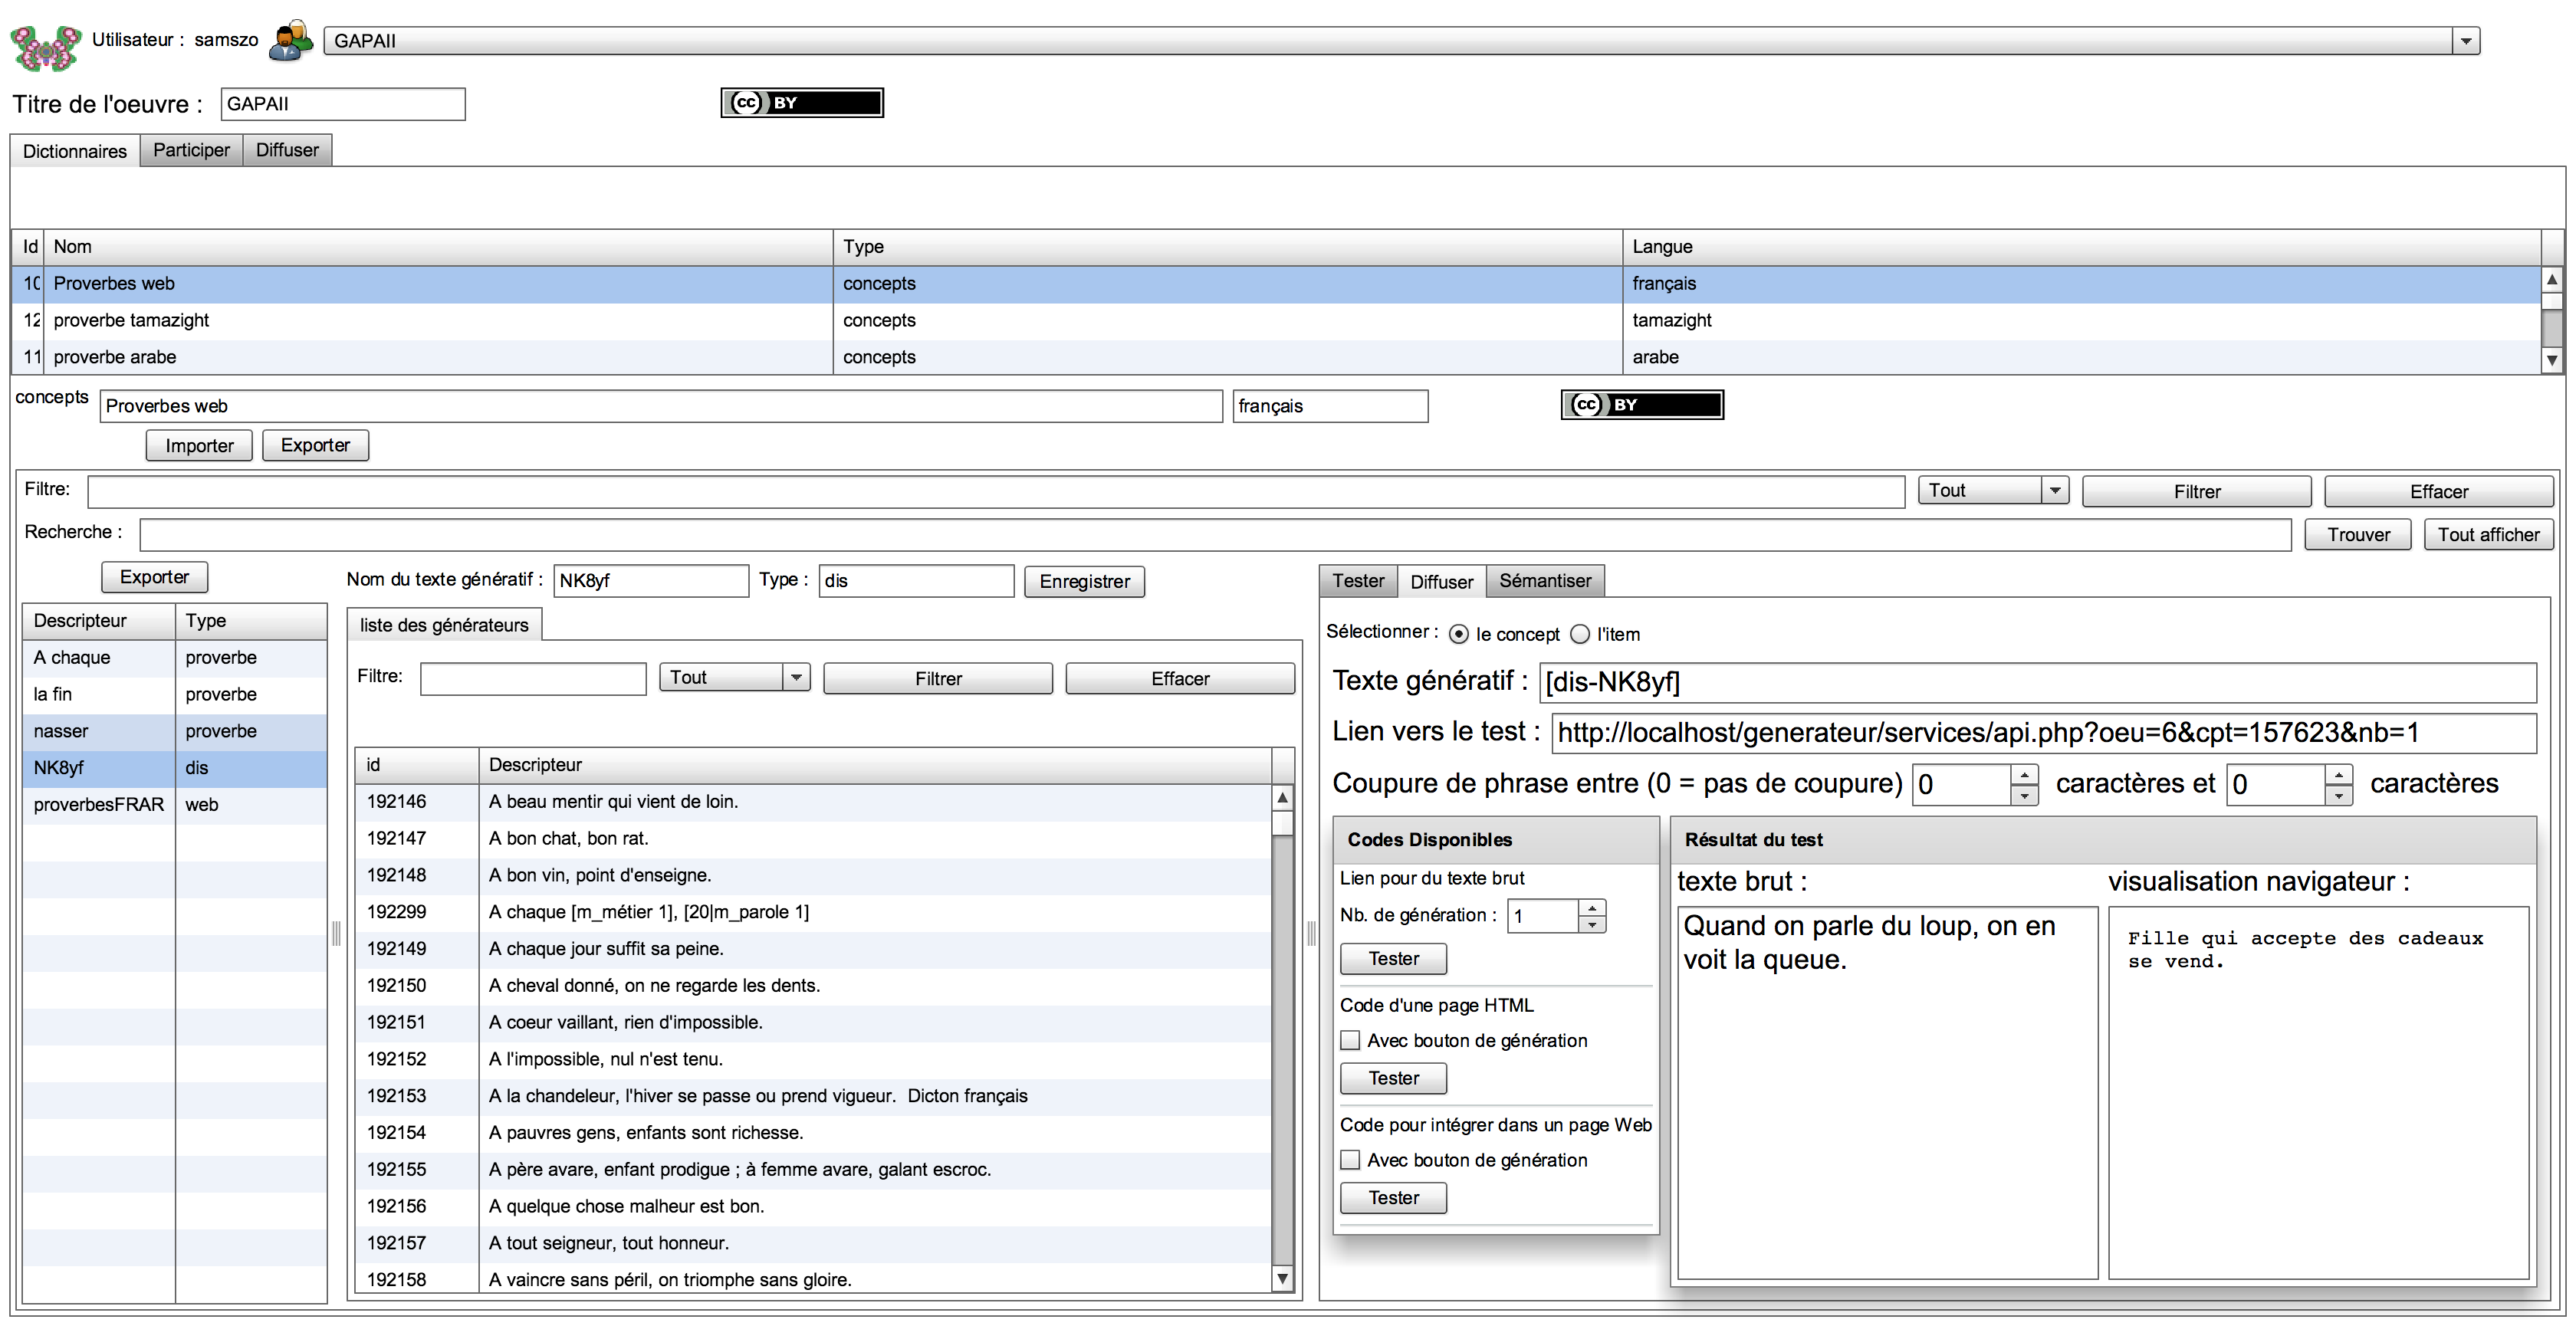 Utilisateur : samszo GAPAII
Titre de l'oeuvre : GAPAII cc BY
Dictionnaires Participer Diffuser
Id Nom Type Langue
10 Proverbes web concepts français
12 proverbe tamazight concepts tamazight
11 proverbe arabe concepts arabe
concepts Proverbes web français cc BY
Importer Exporter
Filtre: Tout Filtrer Effacer
Recherche : Trouver Tout afficher
Exporter
Descripteur Type
A chaque proverbe
la fin proverbe
nasser proverbe
NK8yf dis
proverbesFRAR web
Nom du texte génératif : NK8yf Type : dis Enregistrer
liste des générateurs
Filtre: Tout Filtrer Effacer
id Descripteur
192146 A beau mentir qui vient de loin.
192147 A bon chat, bon rat.
192148 A bon vin, point d'enseigne.
192299 A chaque [m_métier 1], [20|m_parole 1]
192149 A chaque jour suffit sa peine.
192150 A cheval donné, on ne regarde les dents.
192151 A coeur vaillant, rien d'impossible.
192152 A l'impossible, nul n'est tenu.
192153 A la chandeleur, l'hiver se passe ou prend vigueur. Dicton français
192154 A pauvres gens, enfants sont richesse.
192155 A père avare, enfant prodigue ; à femme avare, galant escroc.
192156 A quelque chose malheur est bon.
192157 A tout seigneur, tout honneur.
192158 A vaincre sans péril, on triomphe sans gloire.
Tester Diffuser Sémantiser
Sélectionner : le concept l'item
Texte génératif : [dis-NK8yf]
Lien vers le test : http://localhost/generateur/services/api.php?oeu=6&cpt=157623&nb=1
Coupure de phrase entre (0 = pas de coupure) 0 caractères et 0 caractères
Codes Disponibles
Lien pour du texte brut
Nb. de génération : 1
Tester
Code d'une page HTML
Avec bouton de génération
Tester
Code pour intégrer dans un page Web
Avec bouton de génération
Tester
Résultat du test
texte brut :
Quand on parle du loup, on en
voit la queue.
visualisation navigateur :
Fille qui accepte des cadeaux
se vend.